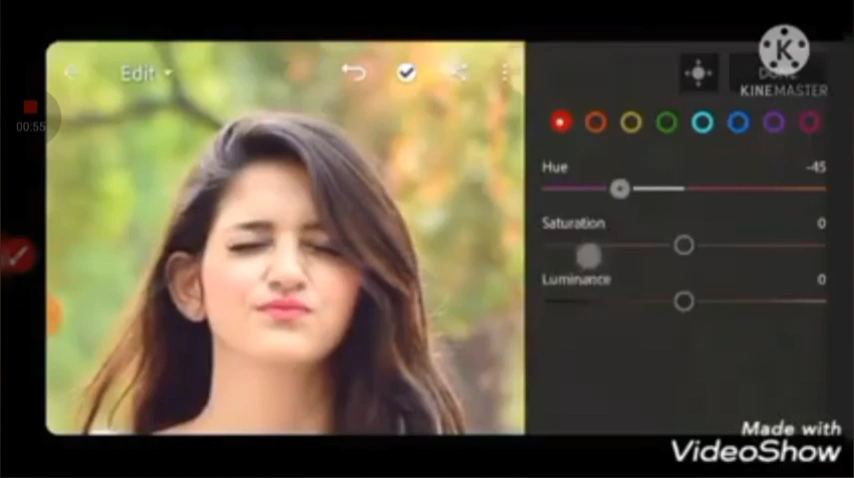 Edit
DONE
KINEMASTER
00:55
Hue -45
Saturation 0
Luminance 0
Made with
VideoShow